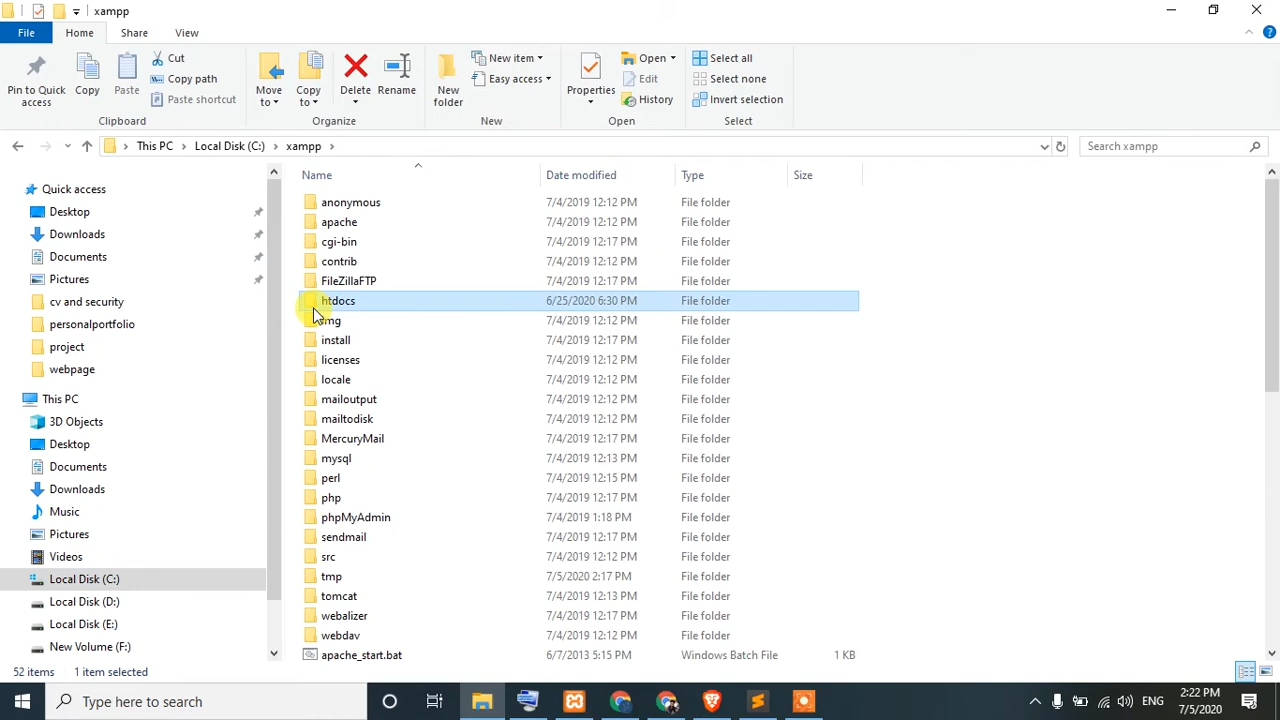 xampp
File Home Share View
Pin to Quick access
Copy
Paste
Cut
Copy path
Paste shortcut
Clipboard
Move to
Copy to
Delete
Rename
Organize
New folder
New item
Easy access
New
Properties
Open
Edit
History
Open
Select all
Select none
Invert selection
Select
This PC > Local Disk (C:) > xampp >
Search xampp
Quick access
Desktop
Downloads
Documents
Pictures
cv and security
personalportfolio
project
webpage
This PC
3D Objects
Desktop
Documents
Downloads
Music
Pictures
Videos
Local Disk (C:)
Local Disk (D:)
Local Disk (E:)
New Volume (F:)
Name Date modified Type Size
anonymous 7/4/2019 12:12 PM File folder
apache 7/4/2019 12:12 PM File folder
cgi-bin 7/4/2019 12:17 PM File folder
contrib 7/4/2019 12:12 PM File folder
FileZillaFTP 7/4/2019 12:17 PM File folder
htdocs 6/25/2020 6:30 PM File folder
img 7/4/2019 12:12 PM File folder
install 7/4/2019 12:17 PM File folder
licenses 7/4/2019 12:12 PM File folder
locale 7/4/2019 12:12 PM File folder
mailoutput 7/4/2019 12:12 PM File folder
mailtodisk 7/4/2019 12:12 PM File folder
MercuryMail 7/4/2019 12:17 PM File folder
mysql 7/4/2019 12:13 PM File folder
perl 7/4/2019 12:15 PM File folder
php 7/4/2019 12:17 PM File folder
phpMyAdmin 7/4/2019 1:18 PM File folder
sendmail 7/4/2019 12:17 PM File folder
src 7/4/2019 12:12 PM File folder
tmp 7/5/2020 2:17 PM File folder
tomcat 7/4/2019 12:13 PM File folder
webalizer 7/4/2019 12:17 PM File folder
webdav 7/4/2019 12:12 PM File folder
apache_start.bat 6/7/2013 5:15 PM Windows Batch File 1 KB
52 items 1 item selected
Type here to search
ENG
2:22 PM
7/5/2020